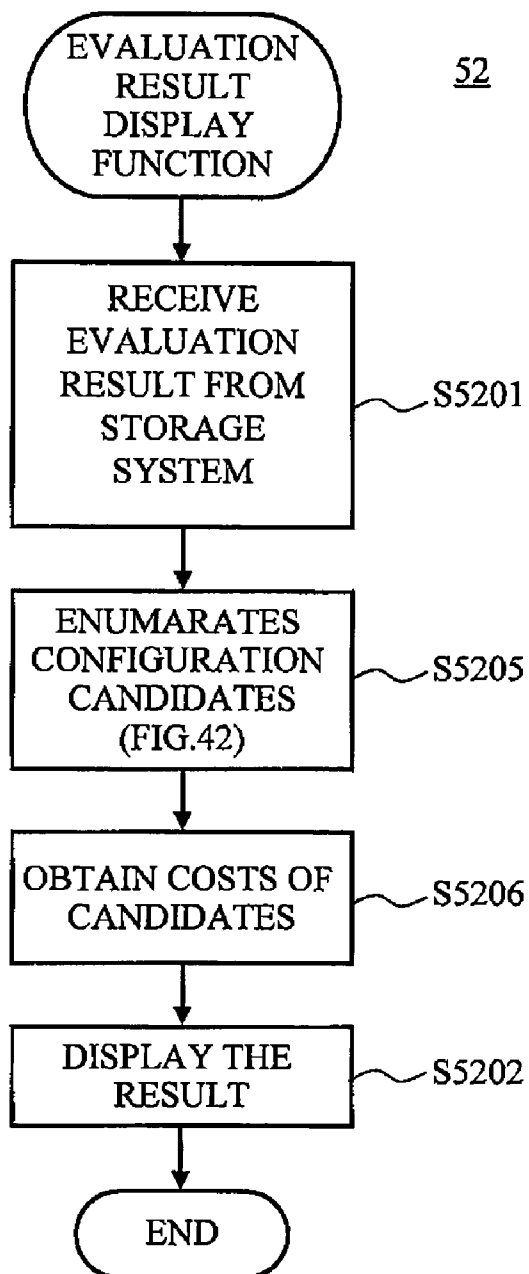 EVALUATION
RESULT
DISPLAY
FUNCTION
52
RECEIVE
EVALUATION
RESULT FROM
STORAGE
SYSTEM
S5201
ENUMARATES
CONFIGURATION
CANDIDATES
(FIG.42)
S5205
OBTAIN COSTS OF
CANDIDATES
S5206
DISPLAY THE
RESULT
S5202
END